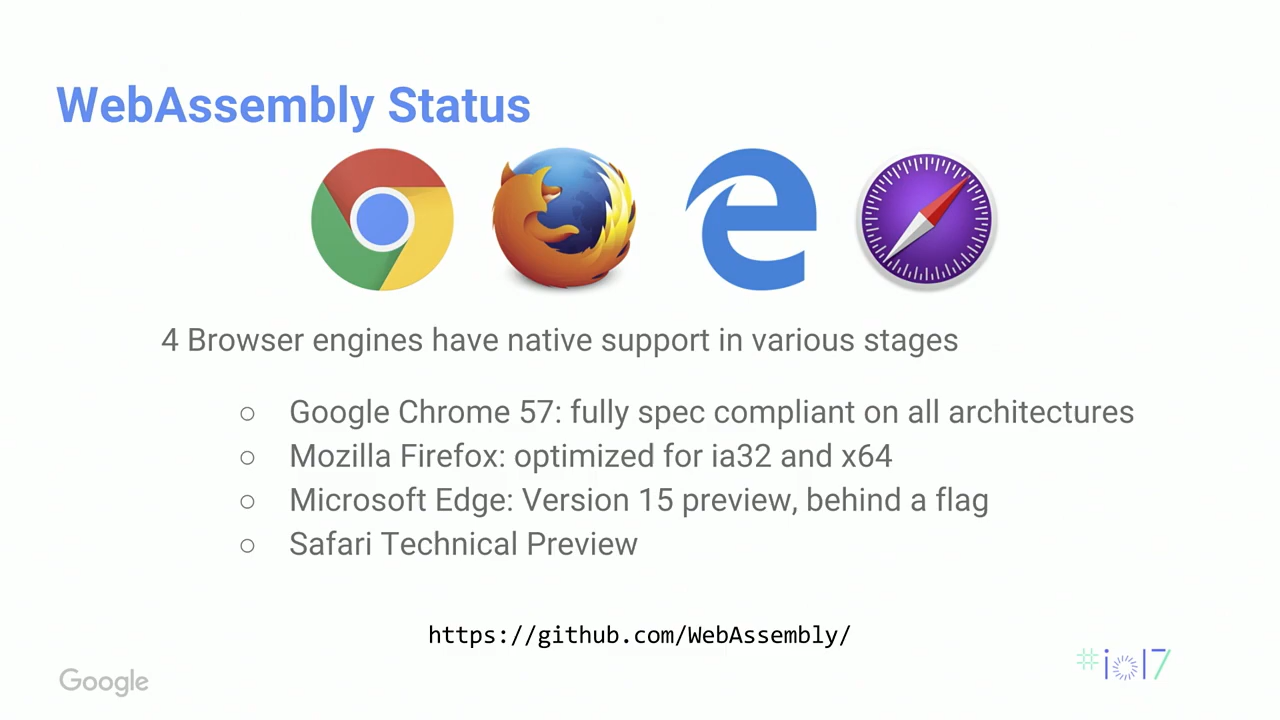 WebAssembly Status
4 Browser engines have native support in various stages
○ Google Chrome 57: fully spec compliant on all architectures
○ Mozilla Firefox: optimized for ia32 and x64
○ Microsoft Edge: Version 15 preview, behind a flag
○ Safari Technical Preview
https://github.com/WebAssembly/
Google
#io17